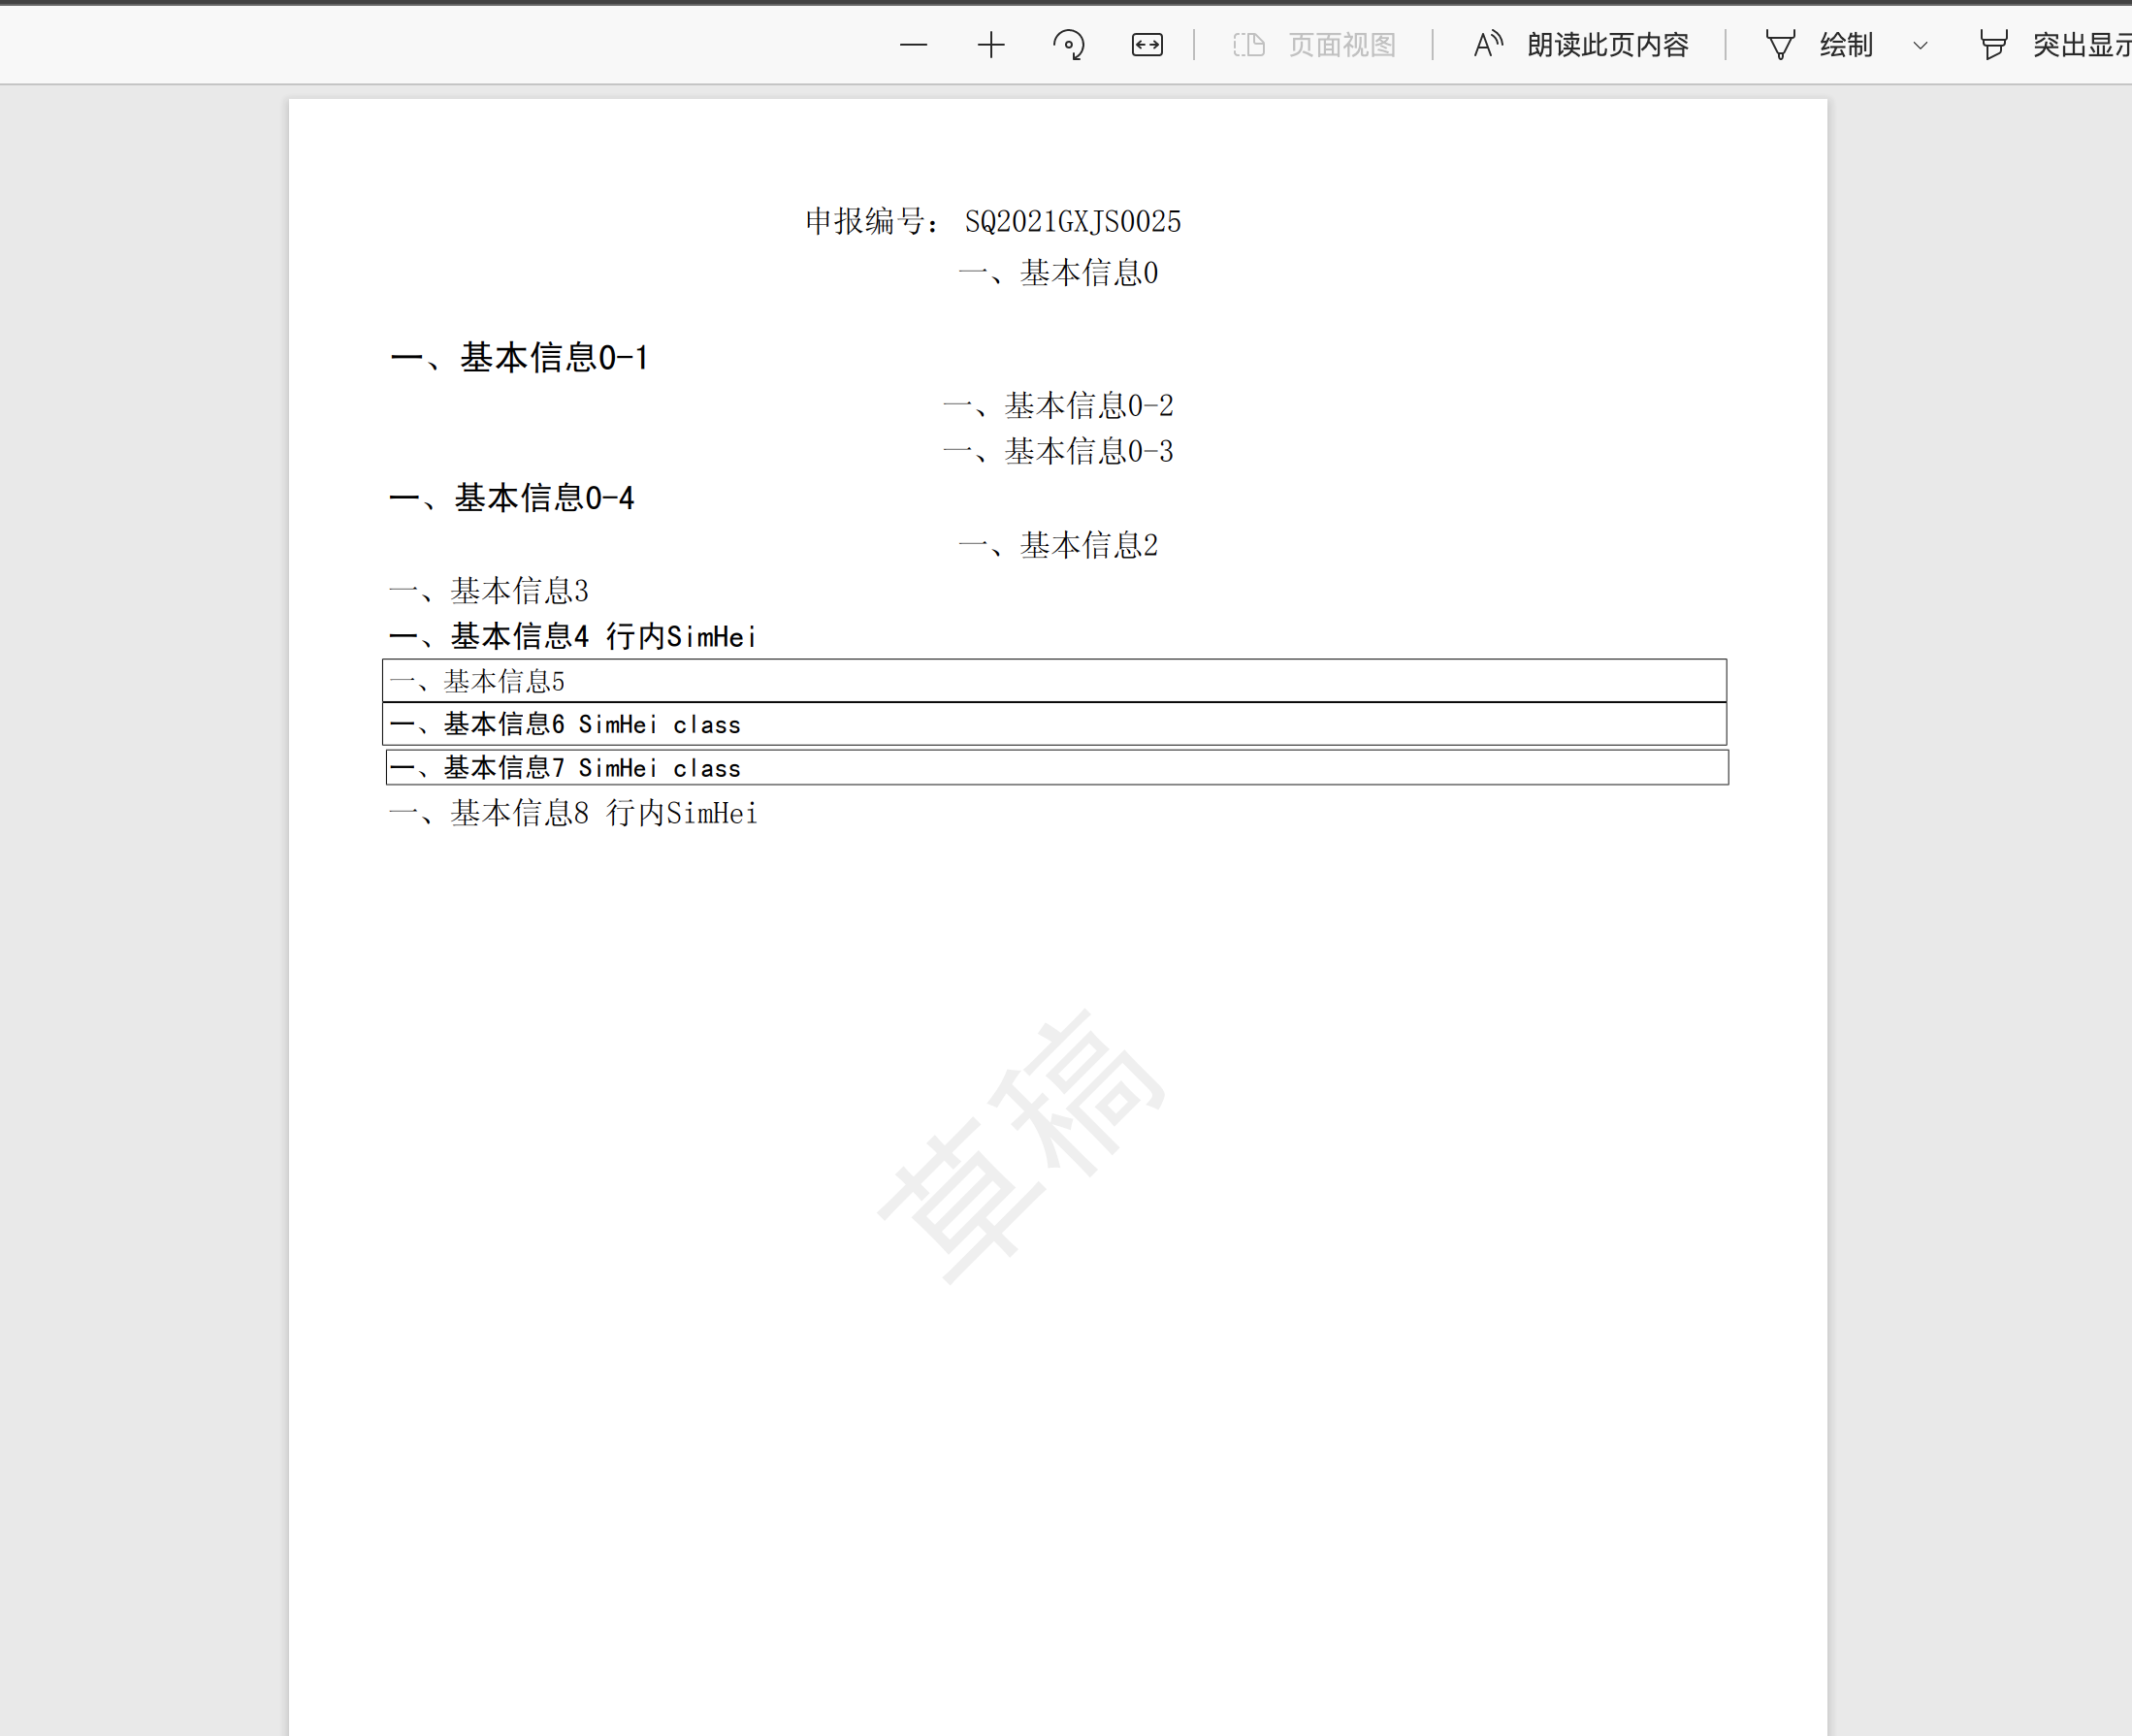 页面视图 朗读此页内容 绘制 突出显示
申报编号： SQ2021GXJS0025
一、基本信息0
一、基本信息0-1
一、基本信息0-2
一、基本信息0-3
一、基本信息0-4
一、基本信息2
一、基本信息3
一、基本信息4 行内SimHei
一、基本信息5
一、基本信息6 SimHei class
一、基本信息7 SimHei class
一、基本信息8 行内SimHei
草稿